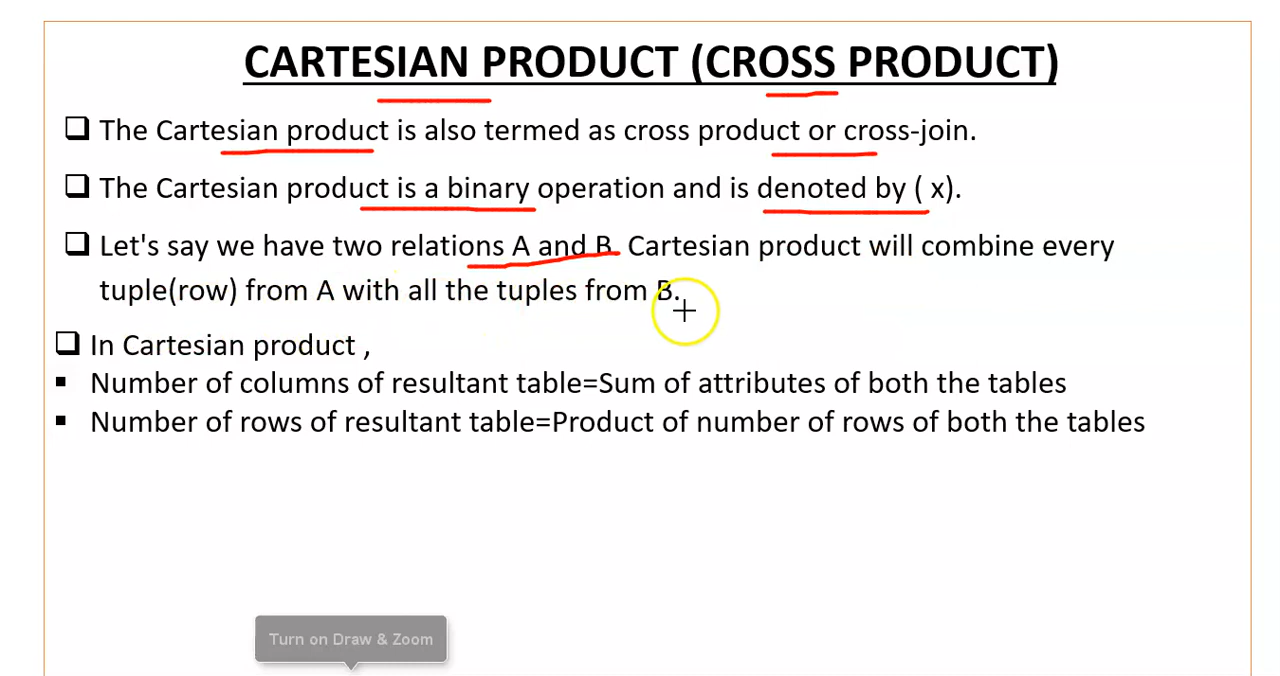 CARTESIAN PRODUCT (CROSS PRODUCT)
The Cartesian product is also termed as cross product or cross-join.
The Cartesian product is a binary operation and is denoted by ( x).
Let's say we have two relations A and B. Cartesian product will combine every
tuple(row) from A with all the tuples from B.
In Cartesian product ,
Number of columns of resultant table=Sum of attributes of both the tables
Number of rows of resultant table=Product of number of rows of both the tables
Turn on Draw & Zoom